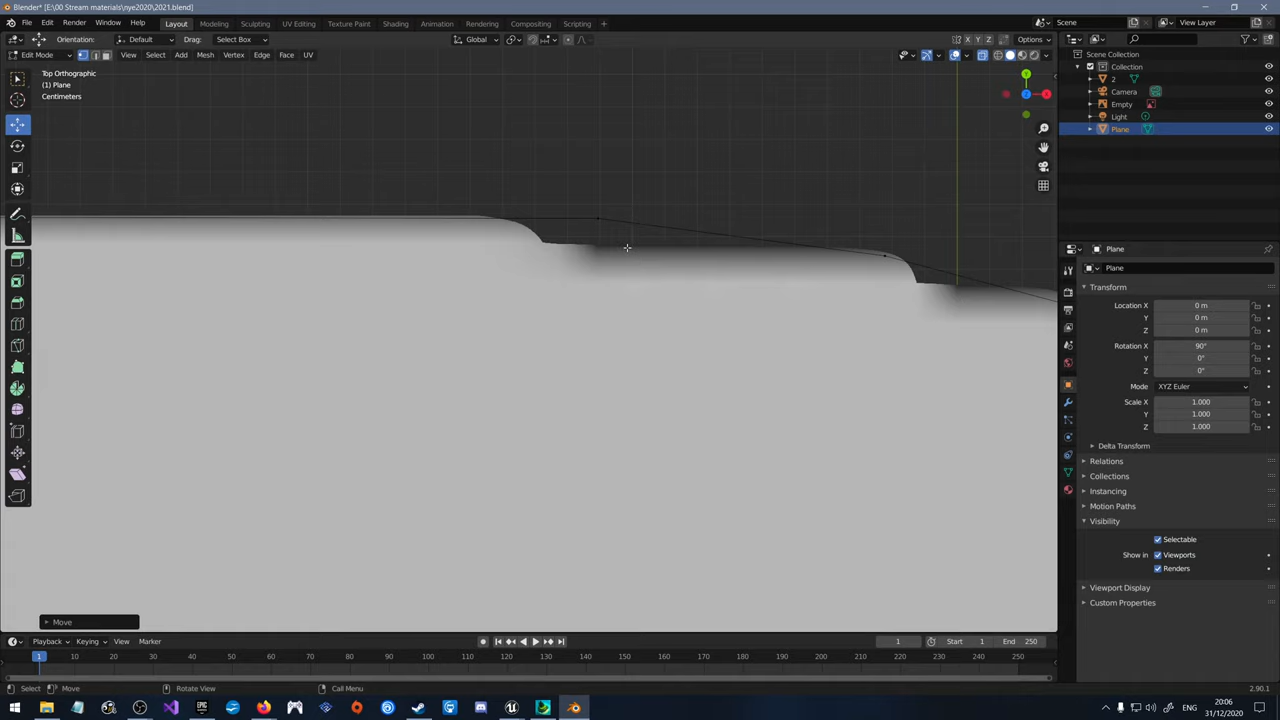 Blender* [E:\00 Stream materials\nye2020\2021.blend]
File Edit Render Window Help Layout Modeling Sculpting UV Editing Texture Paint Shading Animation Rendering Compositing Scripting Scene View Layer
Orientation: Default Drag: Select Box Global X Y Z Options
Edit Mode View Select Add Mesh Vertex Edge Face UV
Top Orthographic
(1) Plane
Centimeters
Y
Z
X
Scene Collection
Collection
2
Camera
Empty
Light
Plane
Plane
Plane
Transform
Location X 0 m
Y 0 m
Z 0 m
Rotation X 90°
Y 0°
Z 0°
Mode XYZ Euler
Scale X 1.000
Y 1.000
Z 1.000
Delta Transform
Relations
Collections
Instancing
Motion Paths
Visibility
Selectable
Show in Viewports
Renders
Viewport Display
Custom Properties
Move
Playback Keying View Marker 1 Start 1 End 250
1 10 20 30 40 50 60 70 80 90 100 110 120 130 140 150 160 170 180 190 200 210 220 230 240 250
Select Move Rotate View Call Menu 2.90.1
ENG 20:06
31/12/2020